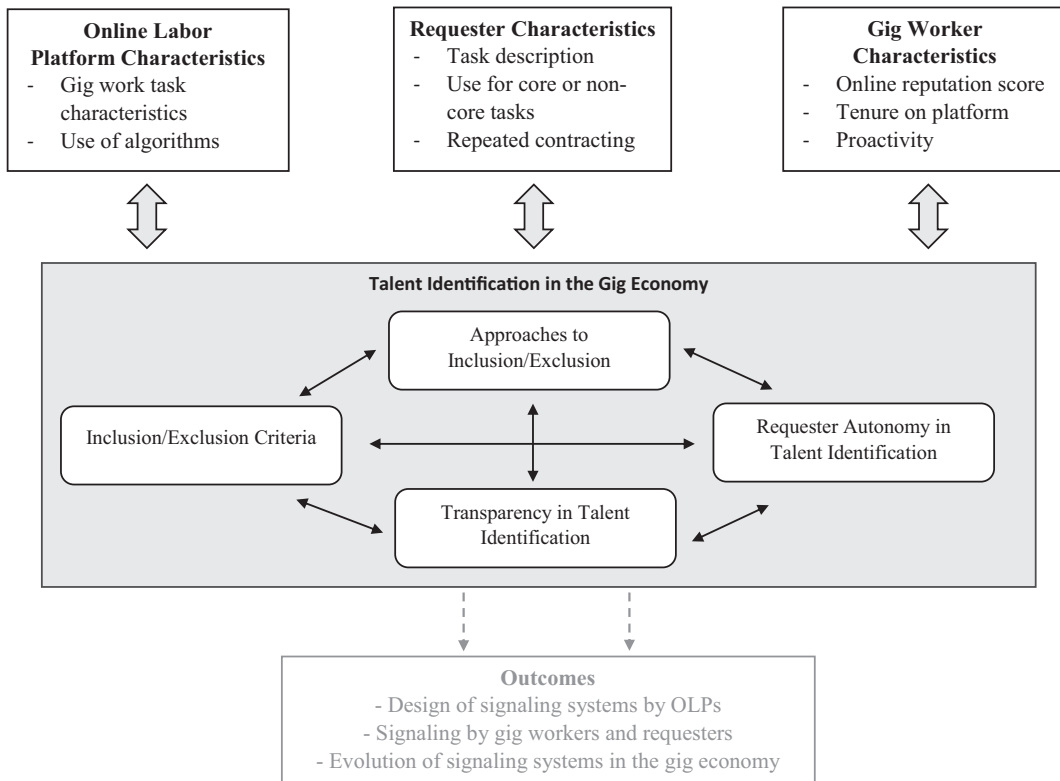 Online Labor
Platform Characteristics
- Gig work task
characteristics
- Use of algorithms
Requester Characteristics
- Task description
- Use for core or non-
core tasks
- Repeated contracting
Gig Worker
Characteristics
- Online reputation score
- Tenure on platform
- Proactivity
Talent Identification in the Gig Economy
Approaches to
Inclusion/Exclusion
Inclusion/Exclusion Criteria
Requester Autonomy in
Talent Identification
Transparency in Talent
Identification
Outcomes
- Design of signaling systems by OLPs
- Signaling by gig workers and requesters
- Evolution of signaling systems in the gig economy